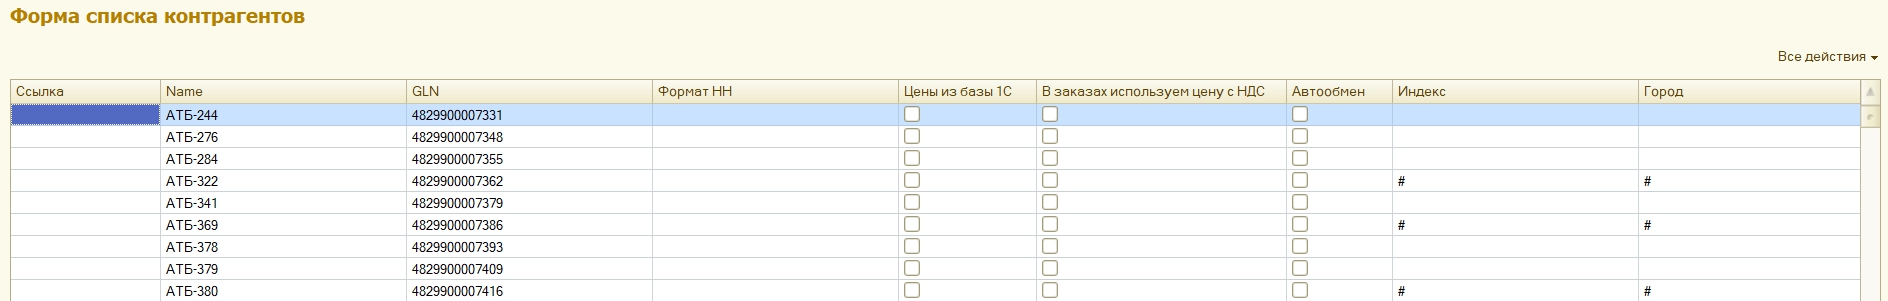 Форма списка контрагентов
Все действия
Ссылка Name GLN Формат НН Цены из базы 1С В заказах используем цену с НДС Автообмен Индекс Город
АТБ-244 4829900007331
АТБ-276 4829900007348
АТБ-284 4829900007355
АТБ-322 4829900007362 # #
АТБ-341 4829900007379
АТБ-369 4829900007386 # #
АТБ-378 4829900007393
АТБ-379 4829900007409
АТБ-380 4829900007416 # #